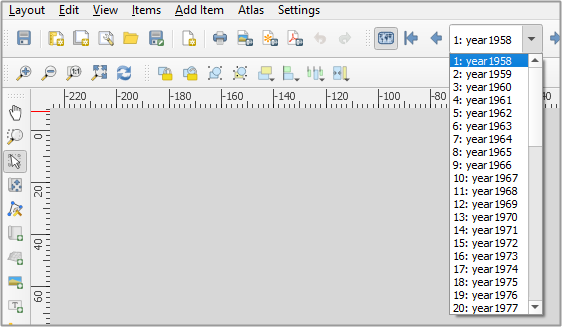 Layout Edit View Items Add Item Atlas Settings
1: year1958
1:1
-220 -200 -180 -160 -140 -120 -100 -80 -40
0
20
40
60
1: year1958
2: year1959
3: year1960
4: year1961
5: year1962
6: year1963
7: year1964
8: year1965
9: year1966
10: year1967
11: year1968
12: year1969
13: year1970
14: year1971
15: year1972
16: year1973
17: year1974
18: year1975
19: year1976
20: year1977